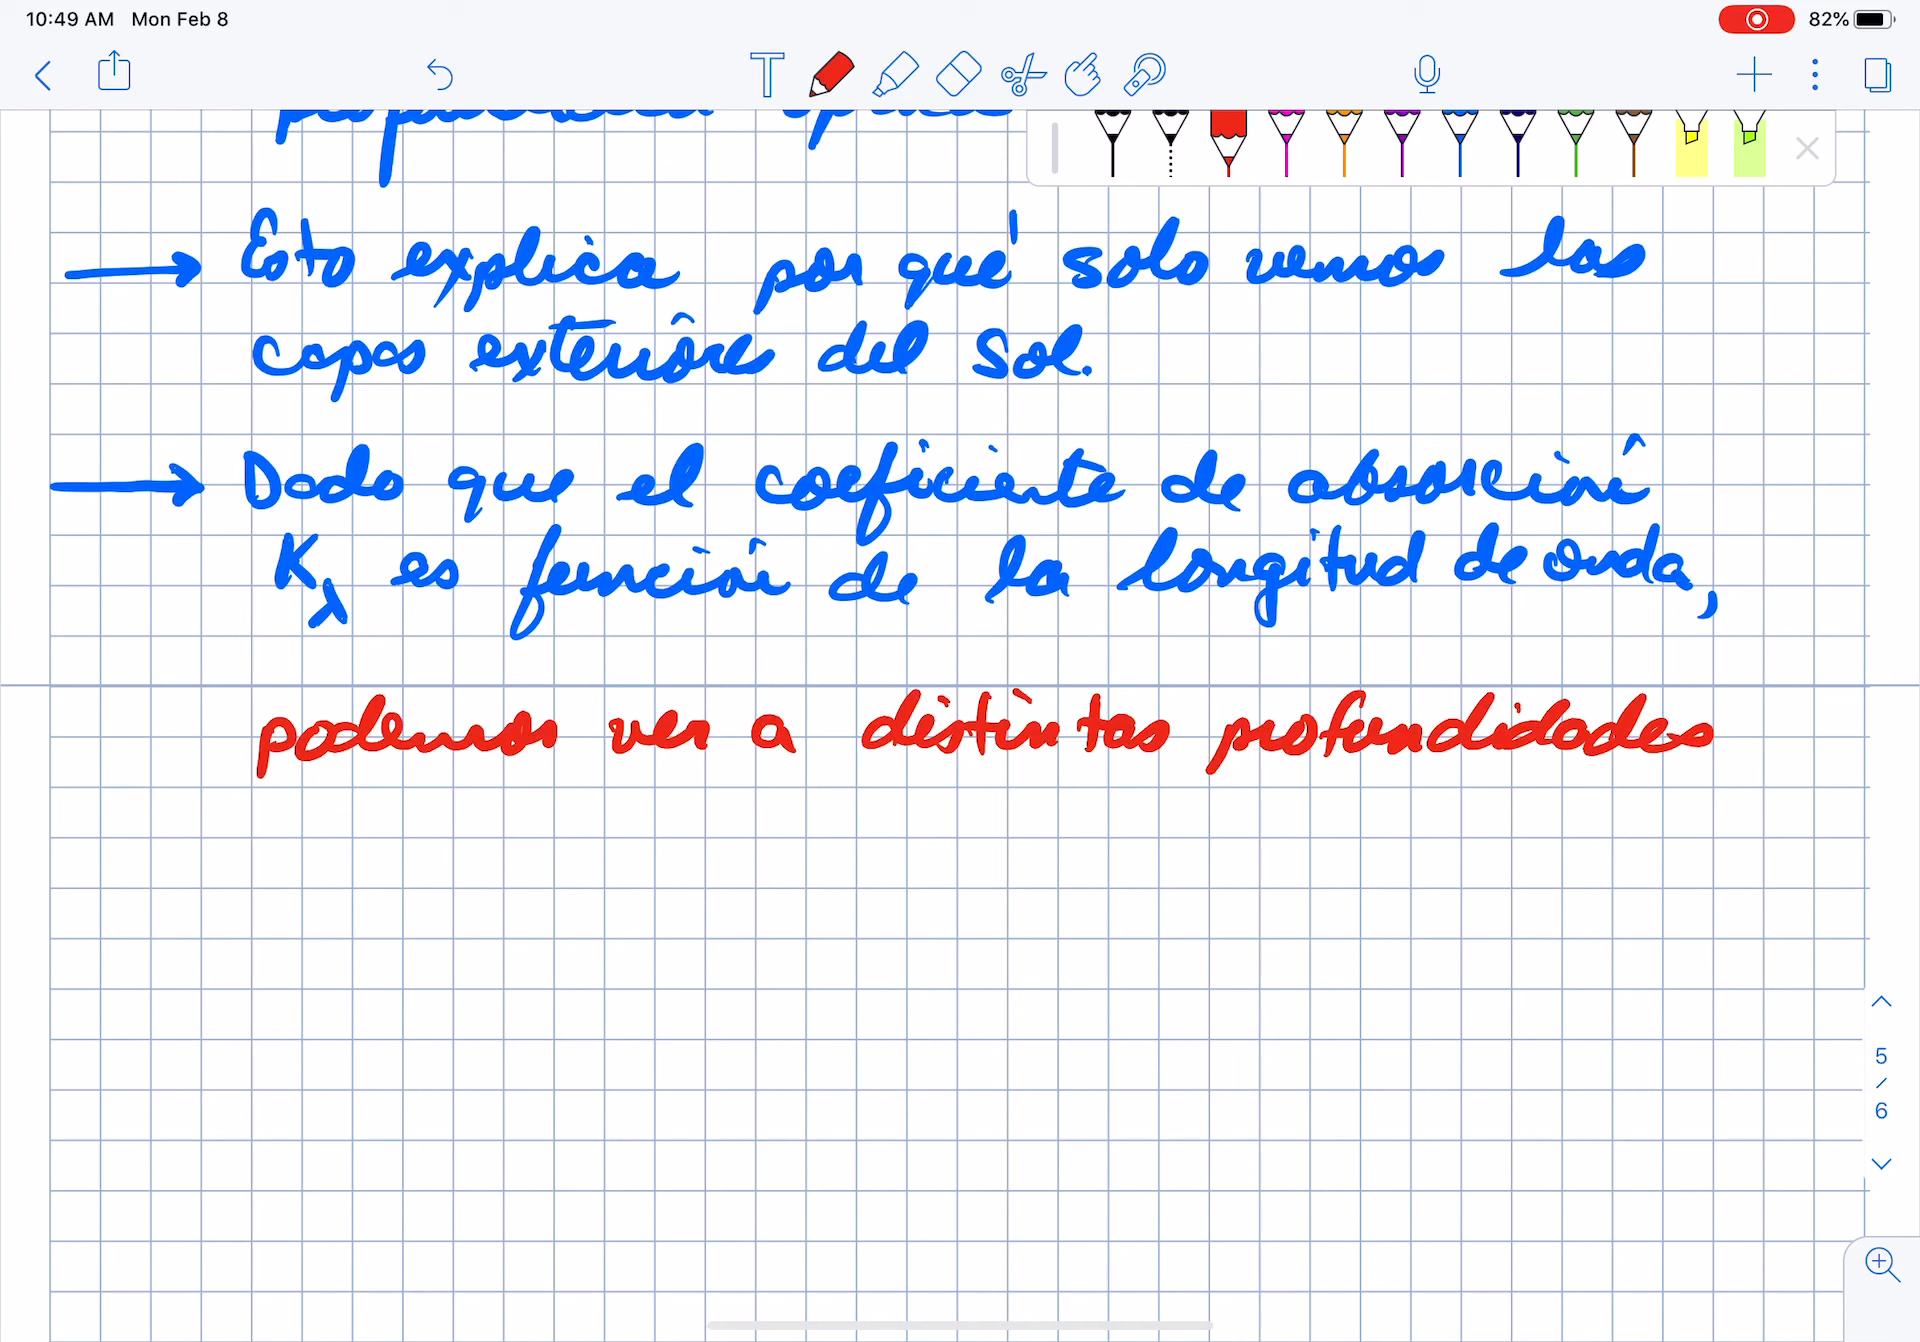 10:49 AM Mon Feb 8
82%
→ Esto explica por qué solo vemos las
capas exteriores del Sol.
→ Dado que el coeficiente de absorción
Kλ es función de la longitud de onda,
podemos ver a distintas profundidades
5
/
6